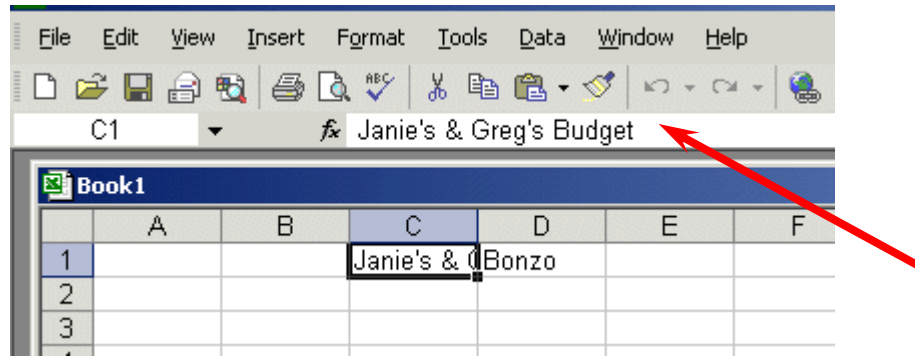 File Edit View Insert Format Tools Data Window Help
ABC
C1 fx Janie's & Greg's Budget
Book1
A B C D E F
1 Janie's & Bonzo
2
3